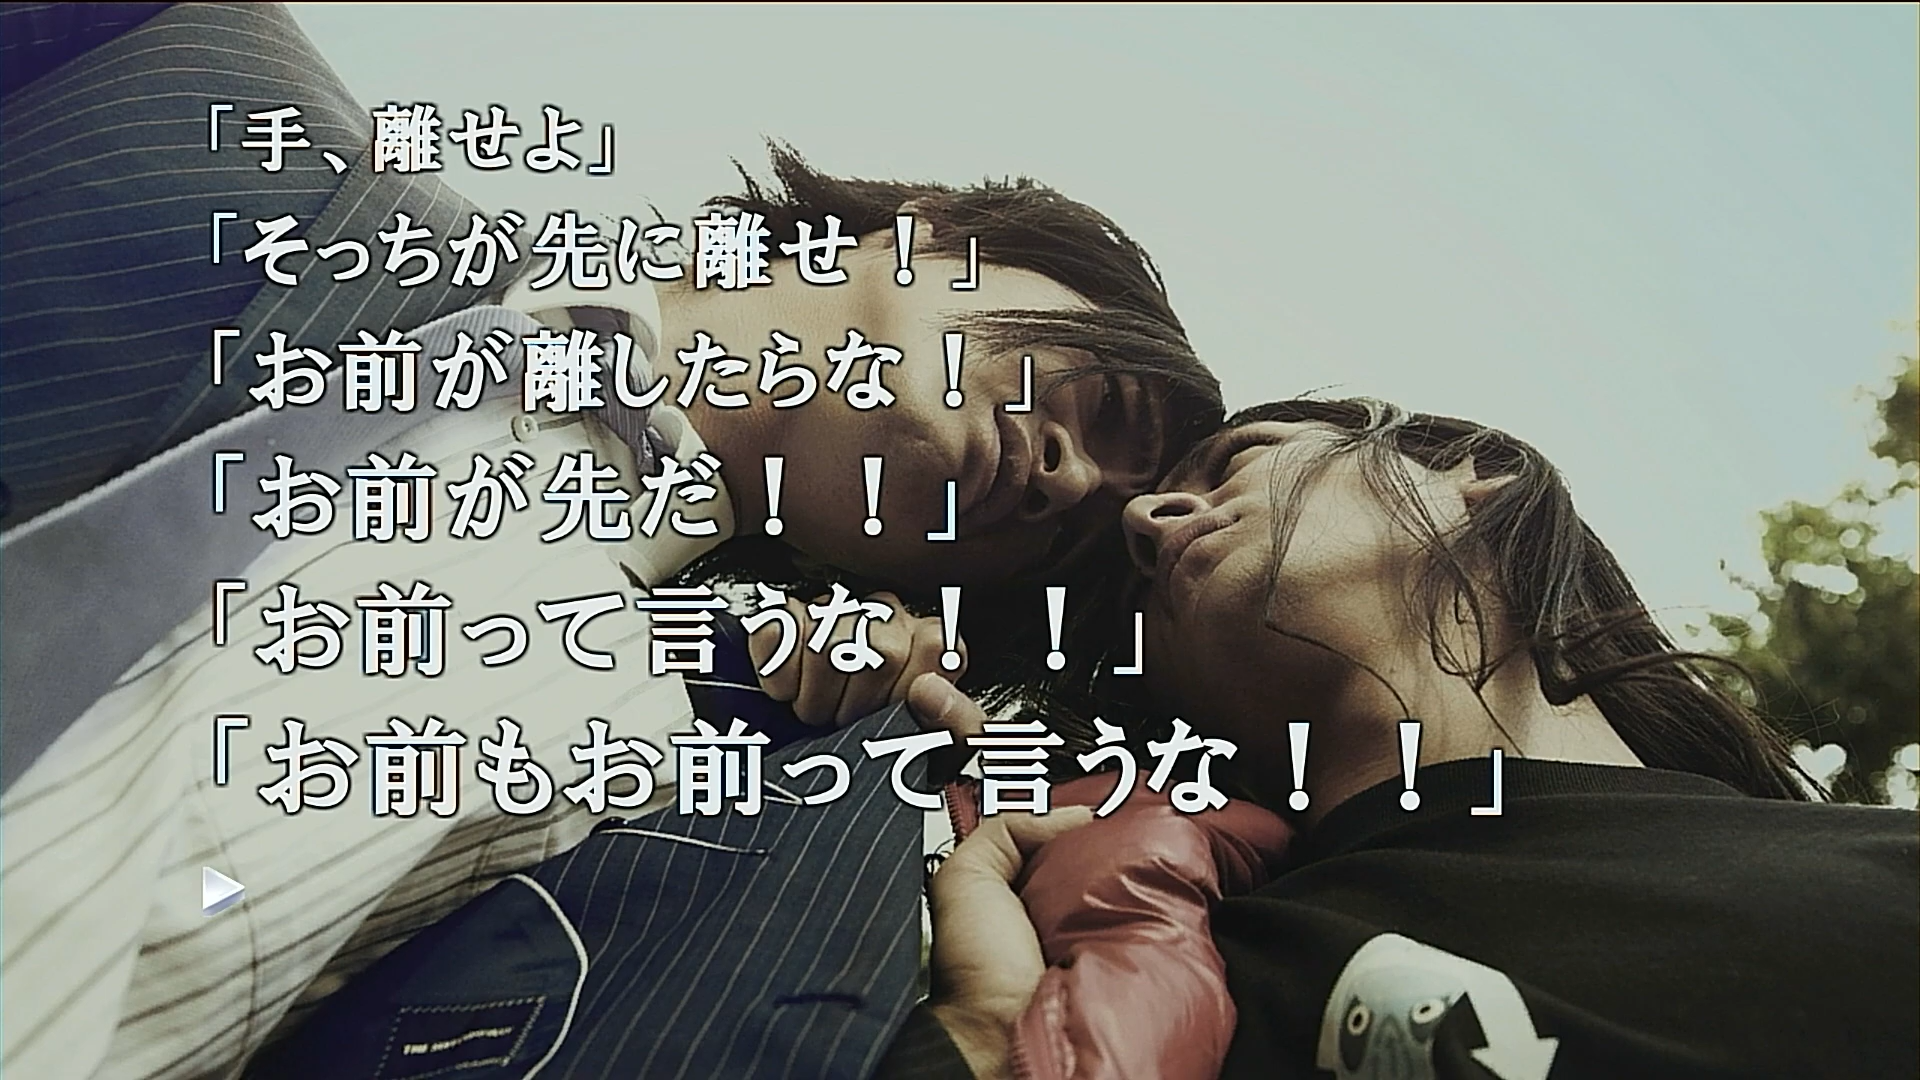 「手、離せよ」
「そっちが先に離せ！」
「お前が離したらな！」
「お前が先だ！！」
「お前って言うな！！」
「お前もお前って言うな！！」